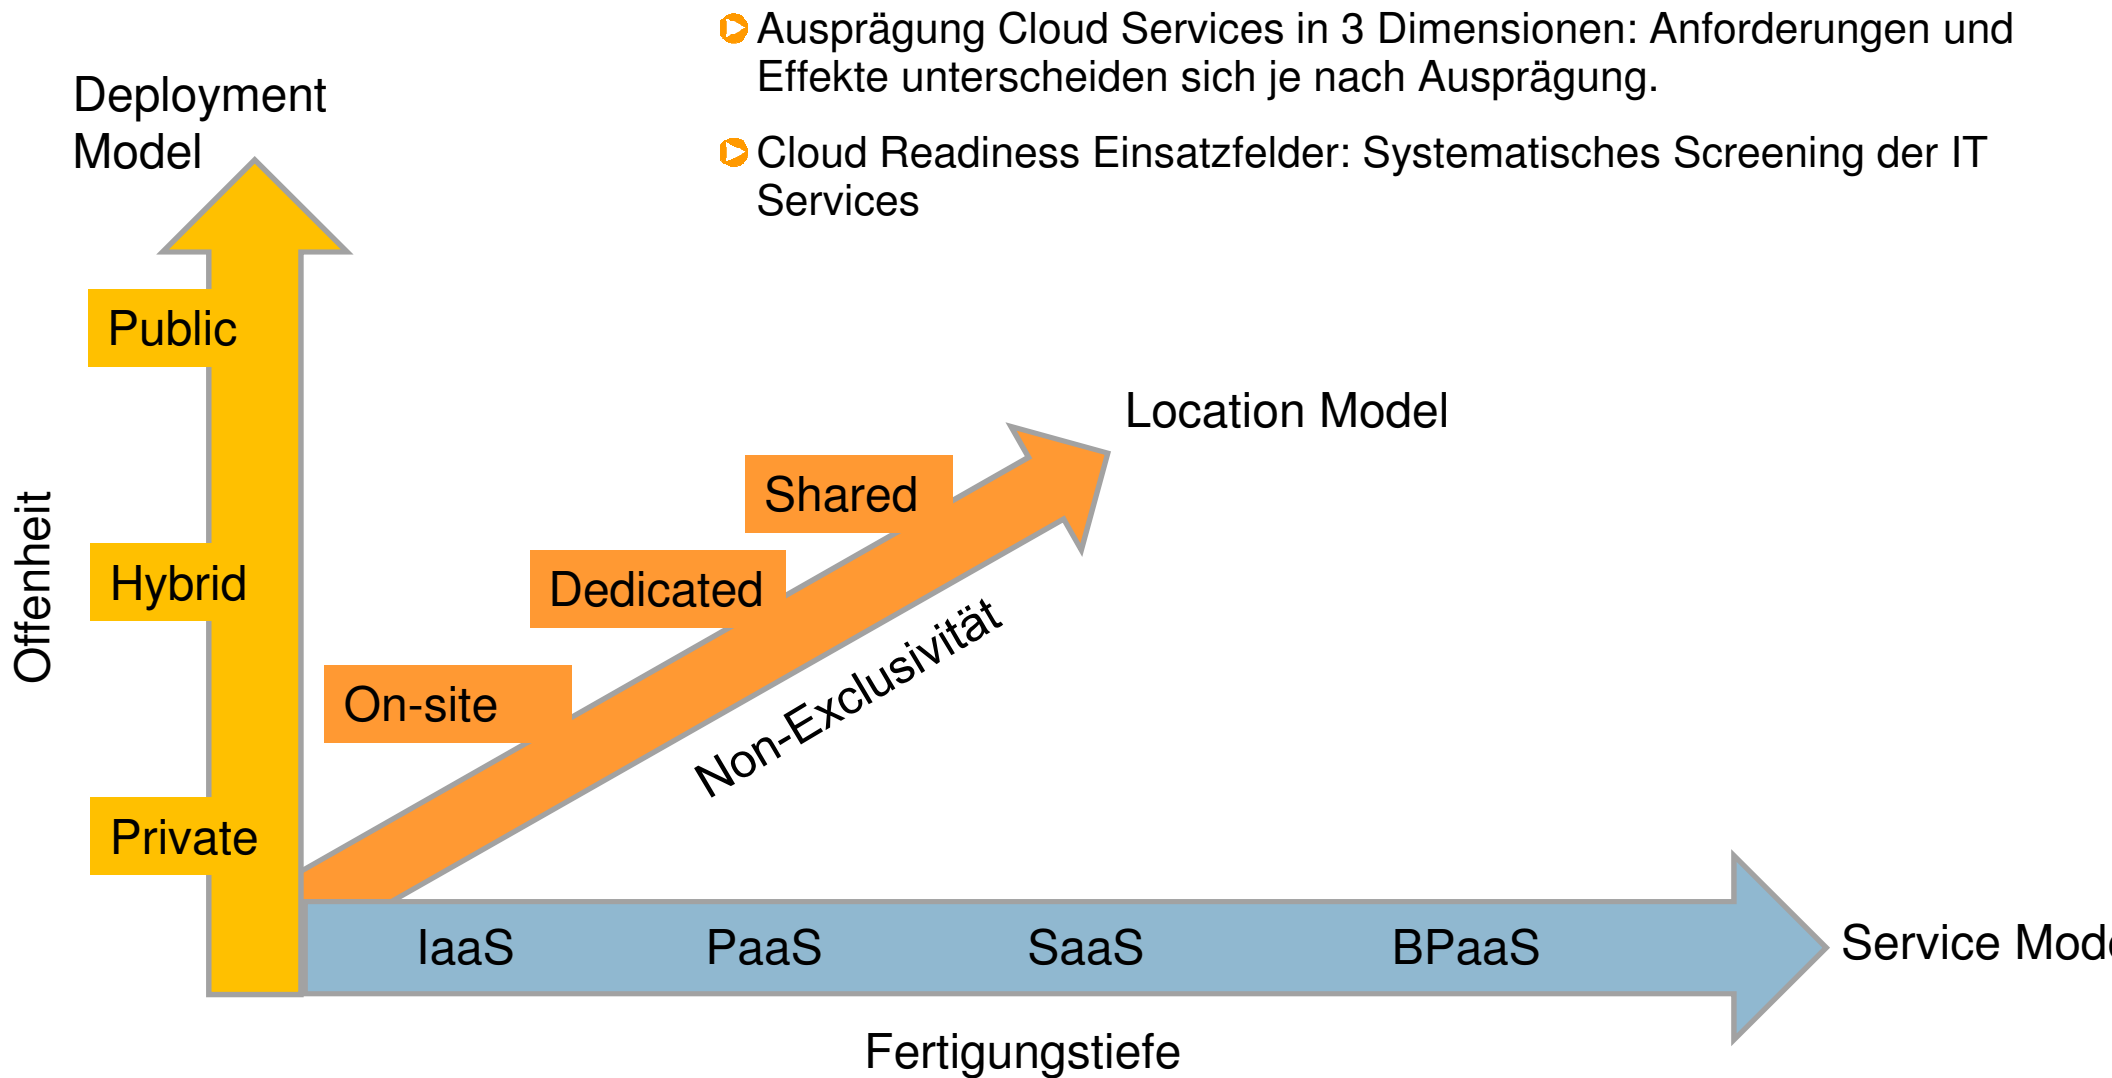 Ausprägung Cloud Services in 3 Dimensionen: Anforderungen und
Effekte unterscheiden sich je nach Ausprägung.
Cloud Readiness Einsatzfelder: Systematisches Screening der IT
Services
Deployment
Model
Public
Hybrid
Private
Offenheit
Location Model
Shared
Dedicated
On-site
Non-Exclusivität
IaaS PaaS SaaS BPaaS
Service
Fertigungstiefe